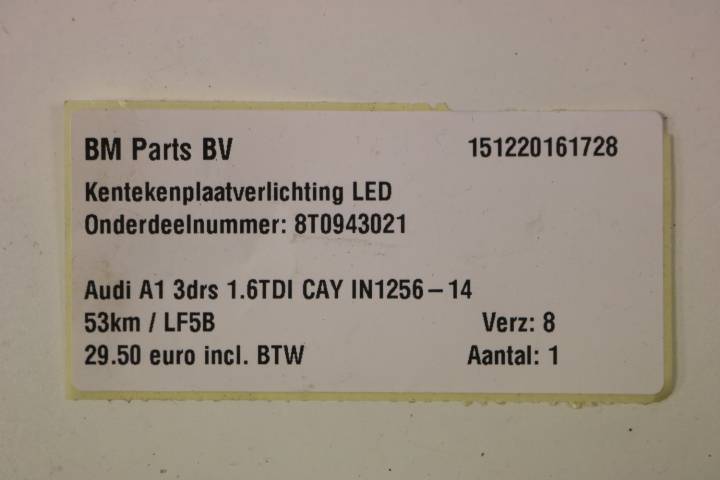 BM Parts BV 151220161728
Kentekenplaatverlichting LED
Onderdeelnummer: 8T0943021
Audi A1 3drs 1.6TDI CAY IN1256-14
53km / LF5B Verz: 8
29.50 euro incl. BTW Aantal: 1